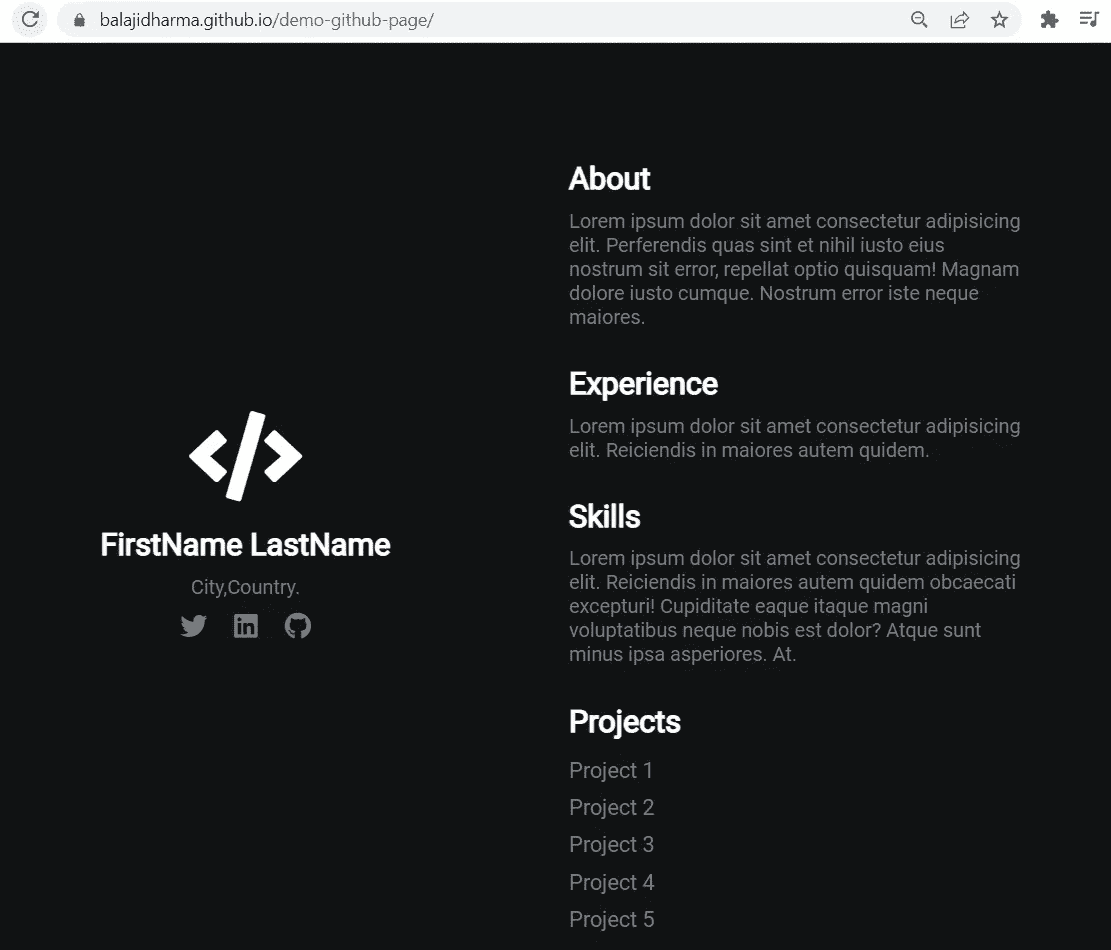 balajidharma.github.io/demo-github-page/
</>
FirstName LastName
City,Country.
in
About
Lorem ipsum dolor sit amet consectetur adipisicing
elit. Perferendis quas sint et nihil iusto eius
nostrum sit error, repellat optio quisquam! Magnam
dolore iusto cumque. Nostrum error iste neque
maiores.
Experience
Lorem ipsum dolor sit amet consectetur adipisicing
elit. Reiciendis in maiores autem quidem.
Skills
Lorem ipsum dolor sit amet consectetur adipisicing
elit. Reiciendis in maiores autem quidem obcaecati
excepturi! Cupiditate eaque itaque magni
voluptatibus neque nobis est dolor? Atque sunt
minus ipsa asperiores. At.
Projects
Project 1
Project 2
Project 3
Project 4
Project 5